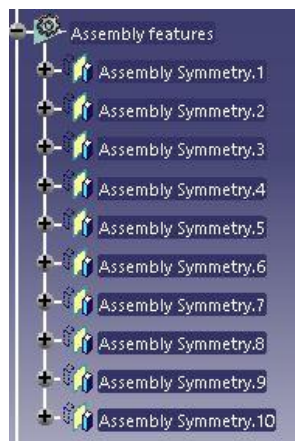 Assembly features
Assembly Symmetry.1
Assembly Symmetry.2
Assembly Symmetry.3
Assembly Symmetry.4
Assembly Symmetry.5
Assembly Symmetry.6
Assembly Symmetry.7
Assembly Symmetry.8
Assembly Symmetry.9
Assembly Symmetry.10